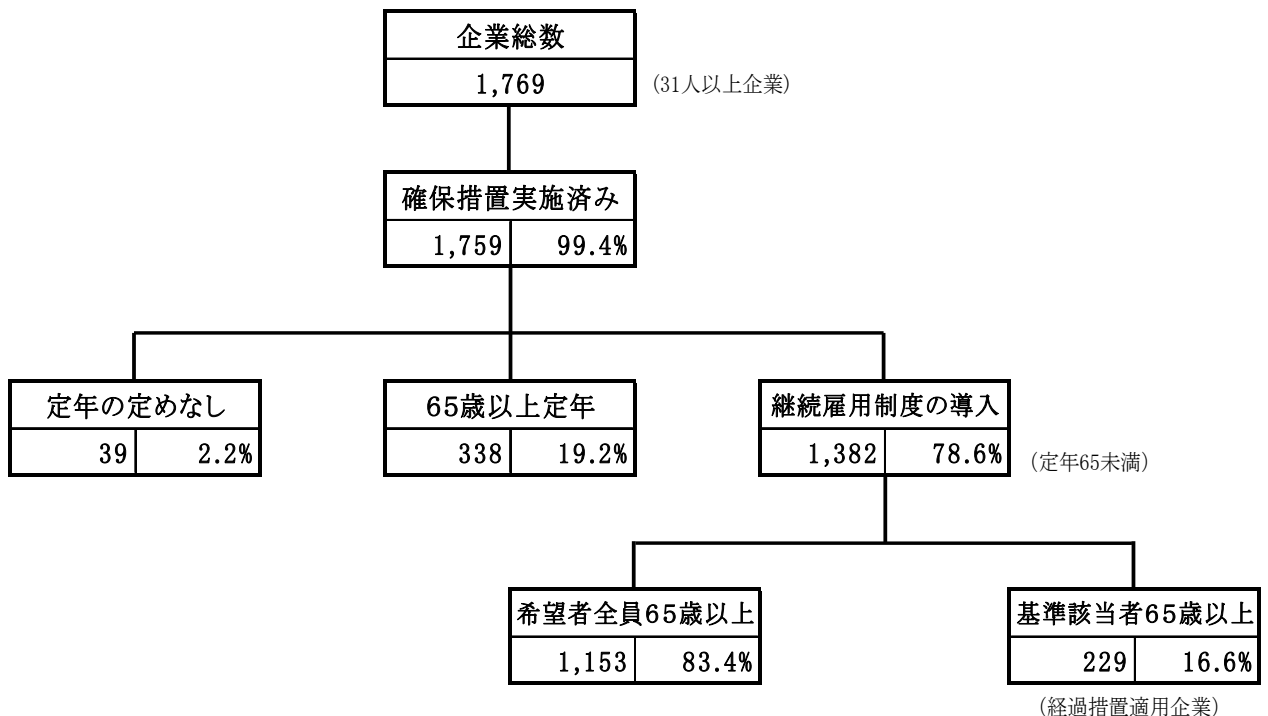 企業総数
1,769 (31人以上企業)
確保措置実施済み
1,759 99.4%
定年の定めなし 65歳以上定年 継続雇用制度の導入
39 2.2% 338 19.2% 1,382 78.6% (定年65未満)
希望者全員65歳以上 基準該当者65歳以上
1,153 83.4% 229 16.6%
(経過措置適用企業)